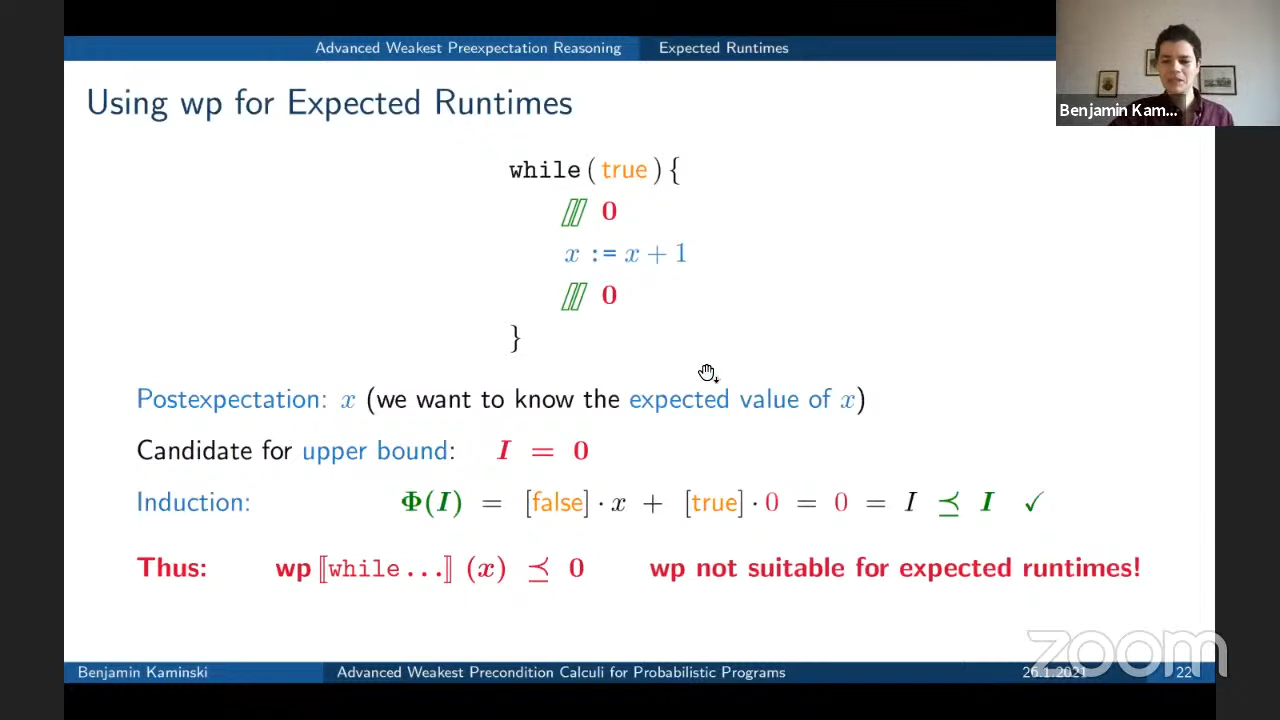 Advanced Weakest Preexpectation Reasoning Expected Runtimes
Benjamin Kam...
Using wp for Expected Runtimes
while ( true ) {
/// 0
x := x + 1
/// 0
}
Postexpectation: x (we want to know the expected value of x)
Candidate for upper bound: I = 0
Induction: Φ(I) = [false] · x + [true] · 0 = 0 = I ⪯ I ✓
Thus: wp ⟦while ...⟧ (x) ⪯ 0 wp not suitable for expected runtimes!
zoom
Benjamin Kaminski Advanced Weakest Precondition Calculi for Probabilistic Programs 26.1.2021 22